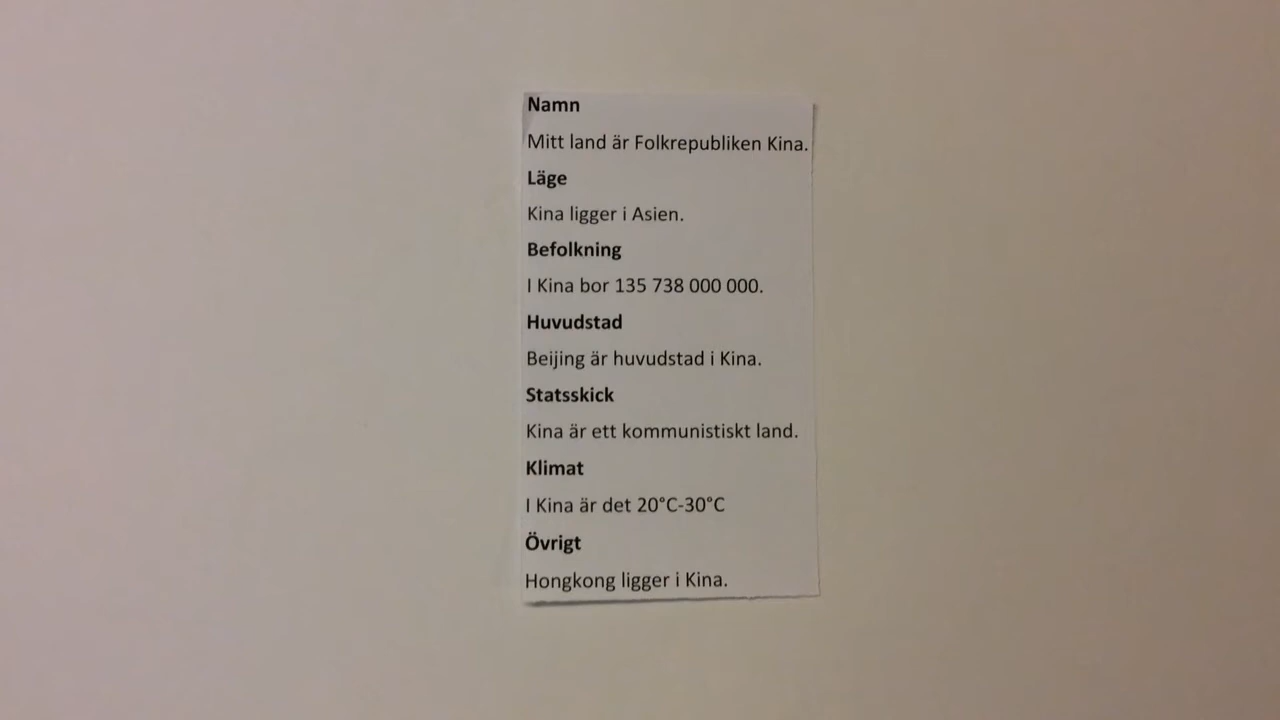 Namn
Mitt land är Folkrepubliken Kina.
Läge
Kina ligger i Asien.
Befolkning
I Kina bor 135 738 000 000.
Huvudstad
Beijing är huvudstad i Kina.
Statsskick
Kina är ett kommunistiskt land.
Klimat
I Kina är det 20°C-30°C
Övrigt
Hongkong ligger i Kina.